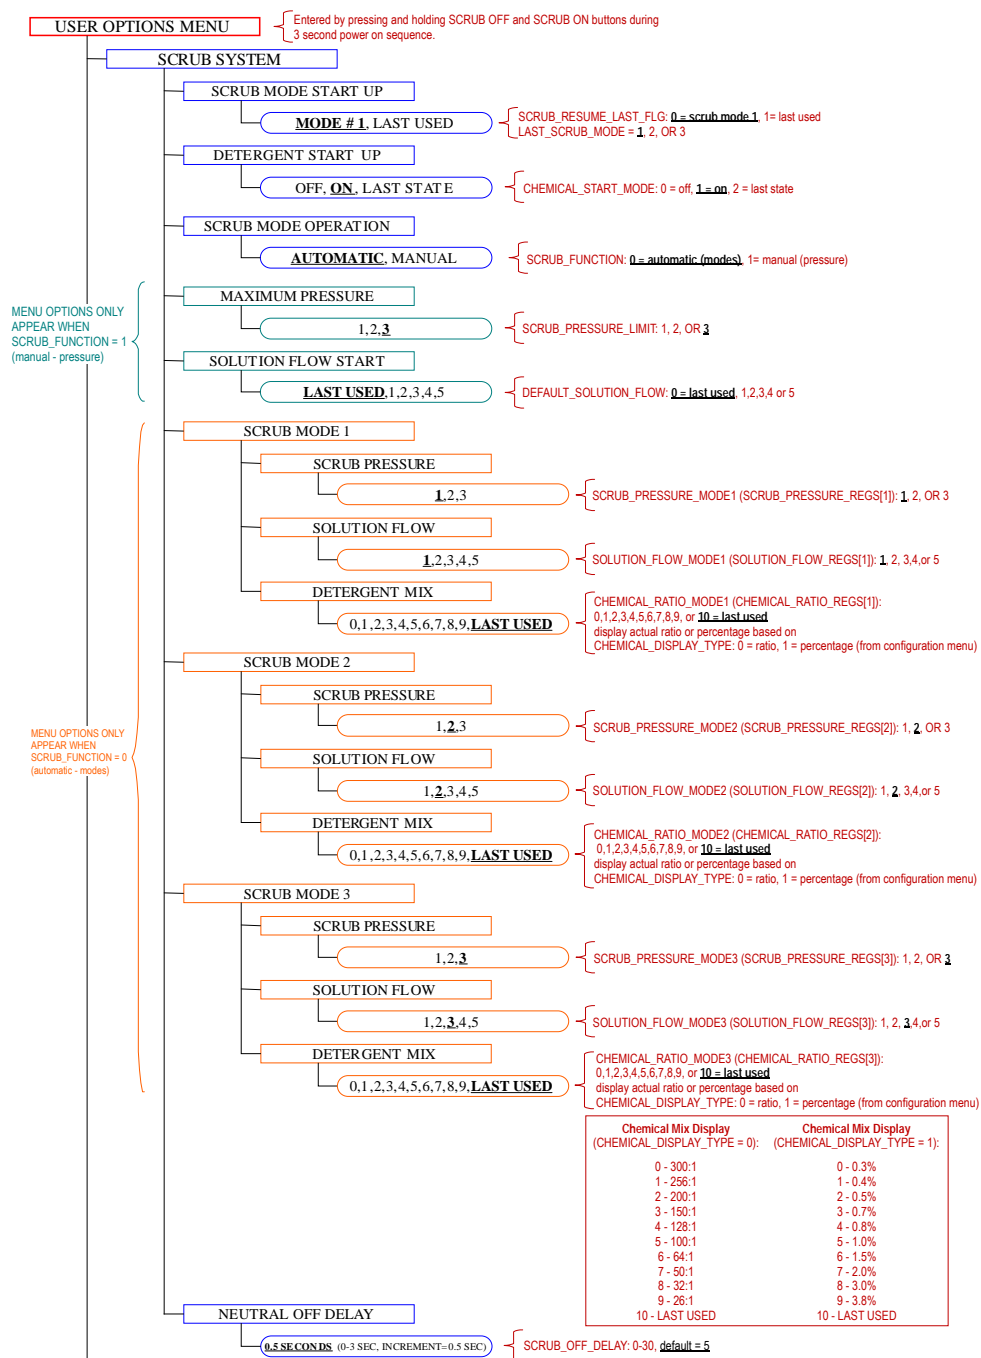 USER OPTIONS MENU
Entered by pressing and holding SCRUB OFF and SCRUB ON buttons during
3 second power on sequence.
SCRUB SYSTEM
SCRUB MODE START UP
MODE # 1, LAST USED
SCRUB_RESUME_LAST_FLG: 0 = scrub mode 1, 1= last used
LAST_SCRUB_MODE = 1, 2, OR 3
DETERGENT START UP
OFF, ON, LAST STATE
CHEMICAL_START_MODE: 0 = off, 1 = on, 2 = last state
SCRUB MODE OPERATION
AUTOMATIC, MANUAL
SCRUB_FUNCTION: 0 = automatic (modes), 1= manual (pressure)
MENU OPTIONS ONLY
APPEAR WHEN
SCRUB_FUNCTION = 1
(manual - pressure)
MAXIMUM PRESSURE
1,2,3
SCRUB_PRESSURE_LIMIT: 1, 2, OR 3
SOLUTION FLOW START
LAST USED,1,2,3,4,5
DEFAULT_SOLUTION_FLOW: 0 = last used, 1,2,3,4 or 5
MENU OPTIONS ONLY
APPEAR WHEN
SCRUB_FUNCTION = 0
(automatic - modes)
SCRUB MODE 1
SCRUB PRESSURE
1,2,3
SCRUB_PRESSURE_MODE1 (SCRUB_PRESSURE_REGS[1]): 1, 2, OR 3
SOLUTION FLOW
1,2,3,4,5
SOLUTION_FLOW_MODE1 (SOLUTION_FLOW_REGS[1]): 1, 2, 3,4,or 5
DETERGENT MIX
0,1,2,3,4,5,6,7,8,9,LAST USED
CHEMICAL_RATIO_MODE1 (CHEMICAL_RATIO_REGS[1]):
0,1,2,3,4,5,6,7,8,9, or 10 = last used
display actual ratio or percentage based on
CHEMICAL_DISPLAY_TYPE: 0 = ratio, 1 = percentage (from configuration menu)
SCRUB MODE 2
SCRUB PRESSURE
1,2,3
SCRUB_PRESSURE_MODE2 (SCRUB_PRESSURE_REGS[2]): 1, 2, OR 3
SOLUTION FLOW
1,2,3,4,5
SOLUTION_FLOW_MODE2 (SOLUTION_FLOW_REGS[2]): 1, 2, 3,4,or 5
DETERGENT MIX
0,1,2,3,4,5,6,7,8,9,LAST USED
CHEMICAL_RATIO_MODE2 (CHEMICAL_RATIO_REGS[2]):
0,1,2,3,4,5,6,7,8,9, or 10 = last used
display actual ratio or percentage based on
CHEMICAL_DISPLAY_TYPE: 0 = ratio, 1 = percentage (from configuration menu)
SCRUB MODE 3
SCRUB PRESSURE
1,2,3
SCRUB_PRESSURE_MODE3 (SCRUB_PRESSURE_REGS[3]): 1, 2, OR 3
SOLUTION FLOW
1,2,3,4,5
SOLUTION_FLOW_MODE3 (SOLUTION_FLOW_REGS[3]): 1, 2, 3,4,or 5
DETERGENT MIX
0,1,2,3,4,5,6,7,8,9,LAST USED
CHEMICAL_RATIO_MODE3 (CHEMICAL_RATIO_REGS[3]):
0,1,2,3,4,5,6,7,8,9, or 10 = last used
display actual ratio or percentage based on
CHEMICAL_DISPLAY_TYPE: 0 = ratio, 1 = percentage (from configuration menu)
Chemical Mix Display Chemical Mix Display
(CHEMICAL_DISPLAY_TYPE = 0): (CHEMICAL_DISPLAY_TYPE = 1):
0 - 300:1 0 - 0.3%
1 - 256:1 1 - 0.4%
2 - 200:1 2 - 0.5%
3 - 150:1 3 - 0.7%
4 - 128:1 4 - 0.8%
5 - 100:1 5 - 1.0%
6 - 64:1 6 - 1.5%
7 - 50:1 7 - 2.0%
8 - 32:1 8 - 3.0%
9 - 26:1 9 - 3.8%
10 - LAST USED 10 - LAST USED
NEUTRAL OFF DELAY
0.5 SECONDS (0-3 SEC, INCREMENT=0.5 SEC)
SCRUB_OFF_DELAY: 0-30, default = 5